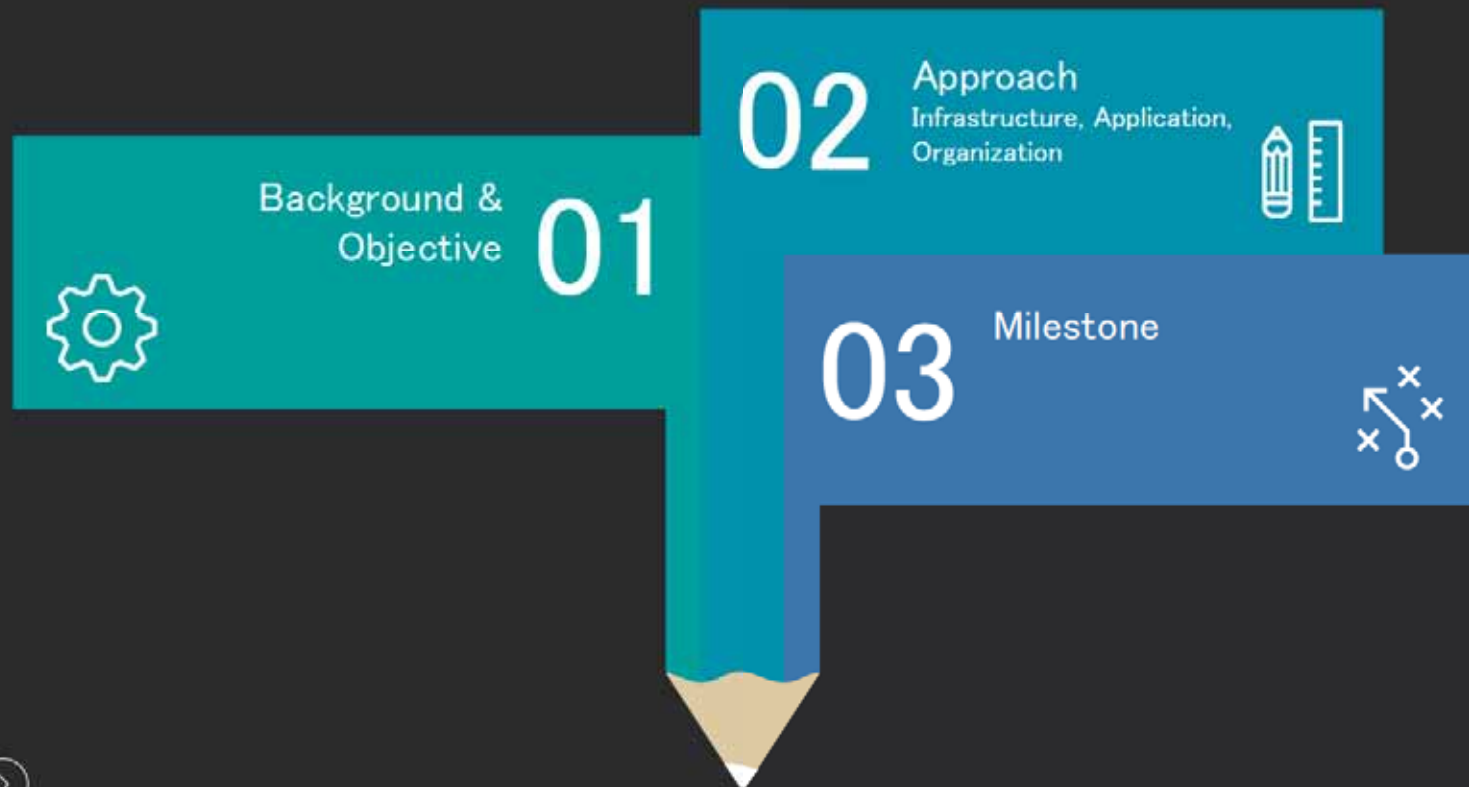 Background &
Objective
01
02
Approach
Infrastructure, Application,
Organization
03
Milestone